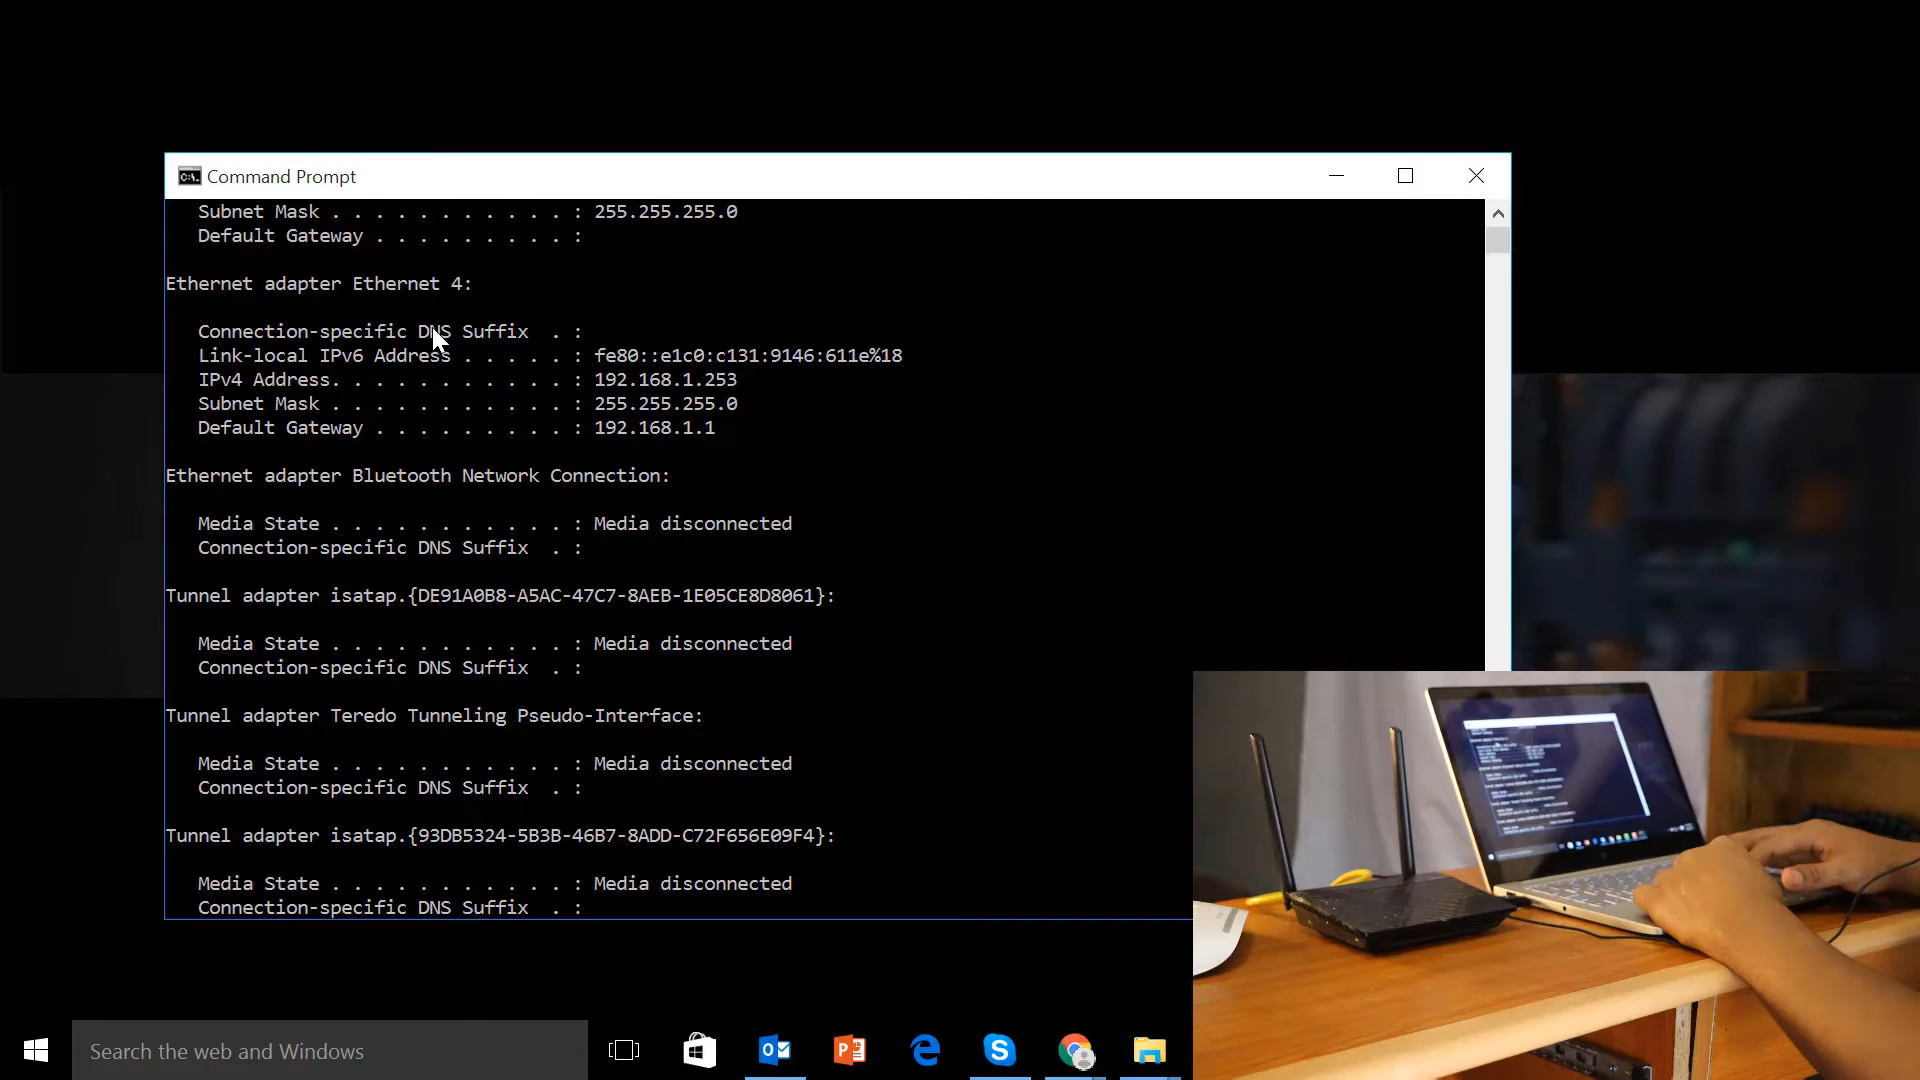 Command Prompt
Subnet Mask . . . . . . . . . . . : 255.255.255.0
Default Gateway . . . . . . . . . :
Ethernet adapter Ethernet 4:
Connection-specific DNS Suffix  . :
Link-local IPv6 Address . . . . . : fe80::e1c0:c131:9146:611e%18
IPv4 Address. . . . . . . . . . . : 192.168.1.253
Subnet Mask . . . . . . . . . . . : 255.255.255.0
Default Gateway . . . . . . . . . : 192.168.1.1
Ethernet adapter Bluetooth Network Connection:
Media State . . . . . . . . . . . : Media disconnected
Connection-specific DNS Suffix  . :
Tunnel adapter isatap.{DE91A0B8-A5AC-47C7-8AEB-1E05CE8D8061}:
Media State . . . . . . . . . . . : Media disconnected
Connection-specific DNS Suffix  . :
Tunnel adapter Teredo Tunneling Pseudo-Interface:
Media State . . . . . . . . . . . : Media disconnected
Connection-specific DNS Suffix  . :
Tunnel adapter isatap.{93DB5324-5B3B-46B7-8ADD-C72F656E09F4}:
Media State . . . . . . . . . . . : Media disconnected
Connection-specific DNS Suffix  . :
Search the web and Windows